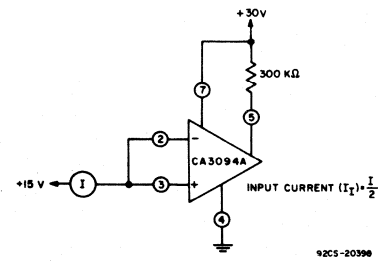 +30V
300 KΩ
7
5
2
CA3094A
+15 V
I
3
INPUT CURRENT (II)=I/2
4
92CS-20398